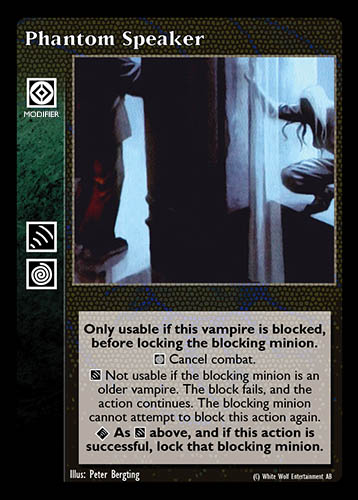 Phantom Speaker
MODIFIER
Only usable if this vampire is blocked,
before locking the blocking minion.
Cancel combat.
Not usable if the blocking minion is an
older vampire. The block fails, and the
action continues. The blocking minion
cannot attempt to block this action again.
As above, and if this action is
successful, lock that blocking minion.
Illus: Peter Bergting
(C) White Wolf Entertainment AB